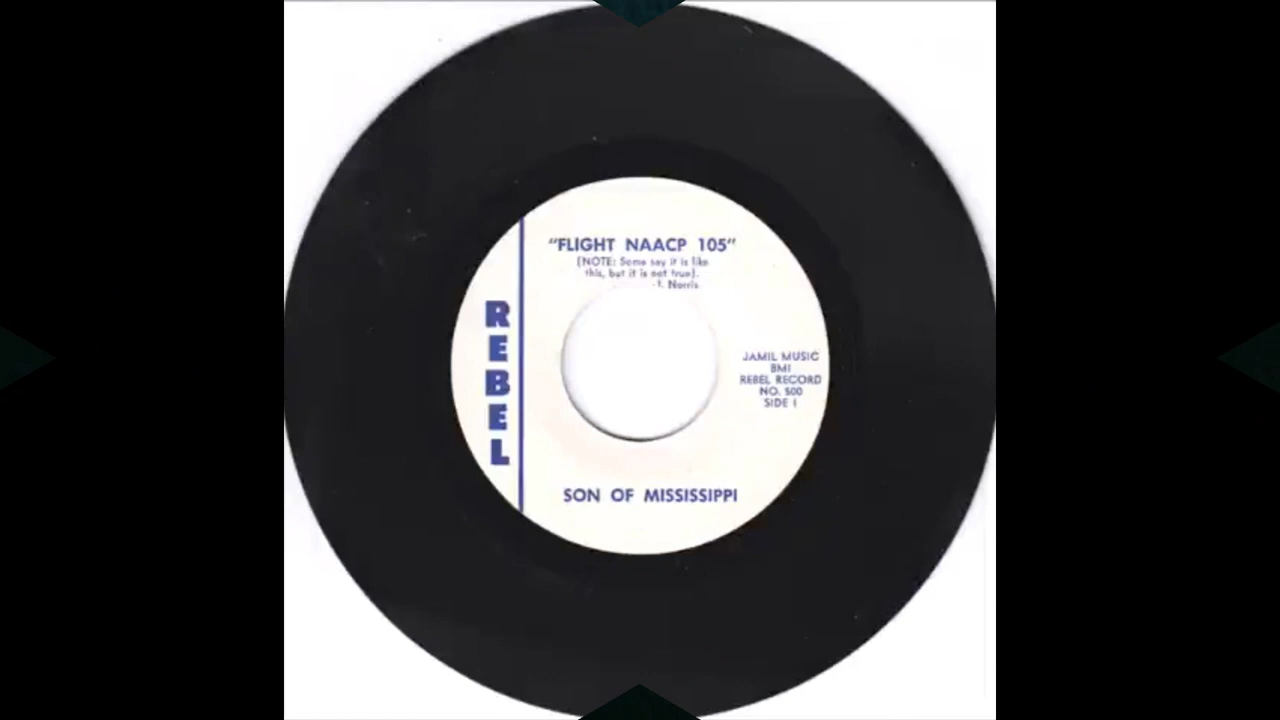 "FLIGHT NAACP 105"
(NOTE: Some say it is like
this, but it is not true).
Norris
REBEL
JAMIL MUSIC
BMI
REBEL RECORD
NO. 500
SIDE 1
SON OF MISSISSIPPI